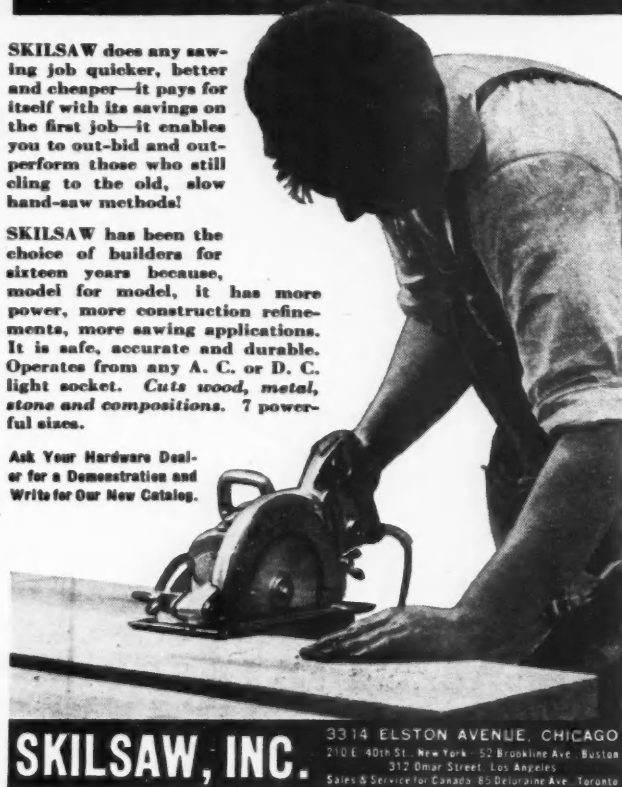 SKILSAW does any saw-
ing job quicker, better
and cheaper—it pays for
itself with its savings on
the first job—it enables
you to out-bid and out-
perform those who still
cling to the old, slow
hand-saw methods!
SKILSAW has been the
choice of builders for
sixteen years because,
model for model, it has more
power, more construction refine-
ments, more sawing applications.
It is safe, accurate and durable.
Operates from any A. C. or D. C.
light socket. Cuts wood, metal,
stone and compositions. 7 power-
ful sizes.
Ask Your Hardware Deal-
er for a Demonstration and
Write for Our New Catalog.
SKILSAW, INC.
3314 ELSTON AVENUE, CHICAGO
210 E. 40th St., New York - 52 Brookline Ave., Boston
312 Omar Street, Los Angeles
Sales & Service for Canada: 85 Deloraine Ave., Toronto